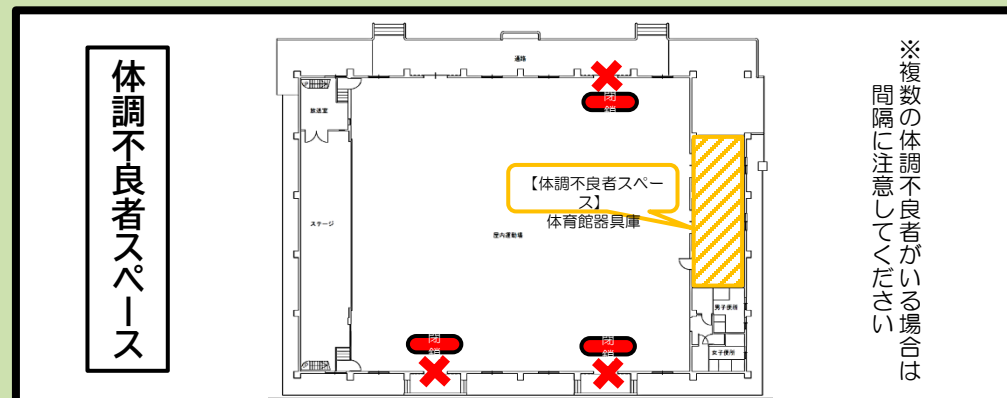 体調不良者スペース
※複数の体調不良者がいる場合は
間隔に注意してください
通路
閉
鎖
放送室
【体調不良者スペー
ス】
体育館器具庫
ステージ
屋内運動場
男子便所
女子便所
閉
鎖
閉
鎖